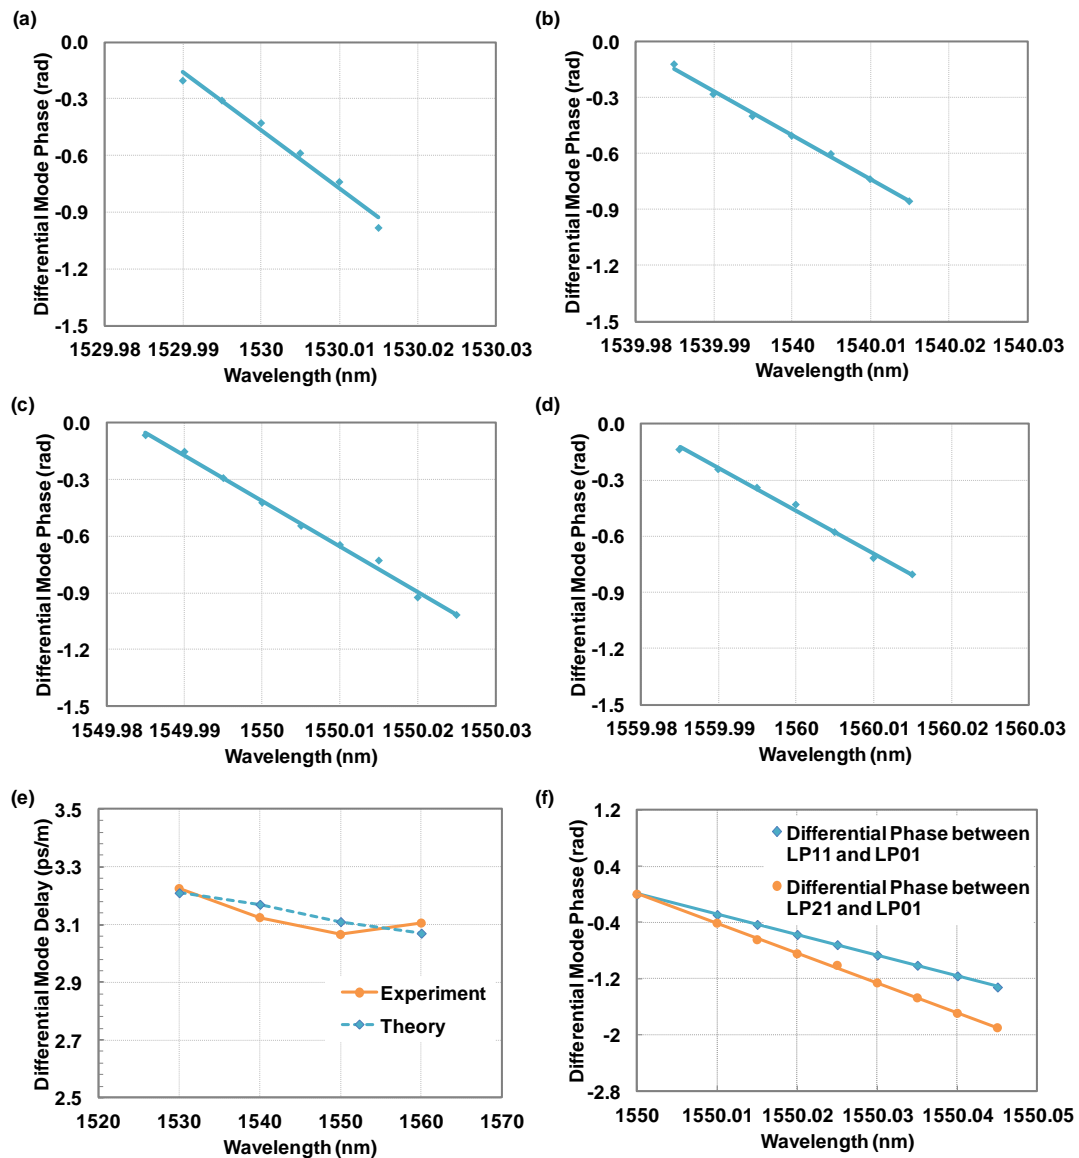 (a)
Differential Mode Phase (rad)
0.0
-0.3
-0.6
-0.9
-1.2
-1.5
1529.98 1529.99 1530 1530.01 1530.02 1530.03
Wavelength (nm)
(b)
Differential Mode Phase (rad)
0.0
-0.3
-0.6
-0.9
-1.2
-1.5
1539.98 1539.99 1540 1540.01 1540.02 1540.03
Wavelength (nm)
(c)
Differential Mode Phase (rad)
0.0
-0.3
-0.6
-0.9
-1.2
-1.5
1549.98 1549.99 1550 1550.01 1550.02 1550.03
Wavelength (nm)
(d)
Differential Mode Phase (rad)
0.0
-0.3
-0.6
-0.9
-1.2
-1.5
1559.98 1559.99 1560 1560.01 1560.02 1560.03
Wavelength (nm)
(e)
Differential Mode Delay (ps/m)
3.5
3.3
3.1
2.9
2.7
2.5
Experiment
Theory
1520 1530 1540 1550 1560 1570
Wavelength (nm)
(f)
Differential Mode Phase (rad)
1.2
0.4
-0.4
-1.2
-2
-2.8
Differential Phase between
LP11 and LP01
Differential Phase between
LP21 and LP01
1550 1550.01 1550.02 1550.03 1550.04 1550.05
Wavelength (nm)